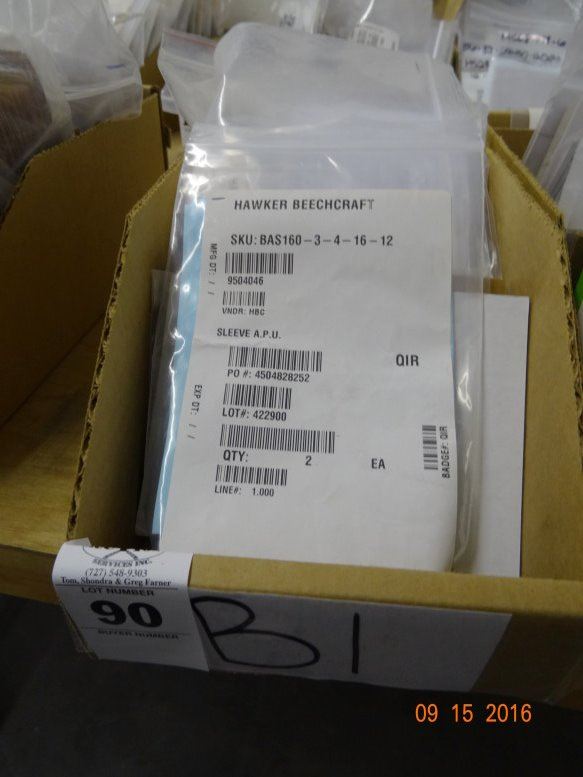 HAWKER BEECHCRAFT
SKU: BAS160-3-4-16-12
MFG DT: / /
9504046
VNDR: HBC
SLEEVE A.P.U.
QIR
PO #: 4504828252
EXP DT: / /
LOT#: 422900
QTY: 2 EA
BADGE#: QIR
LINE#: 1.000
SERVICES INC.
(727) 548-9303
Tom, Shondra & Greg Farner
LOT NUMBER
90
BUYER NUMBER
B1
09 15 2016